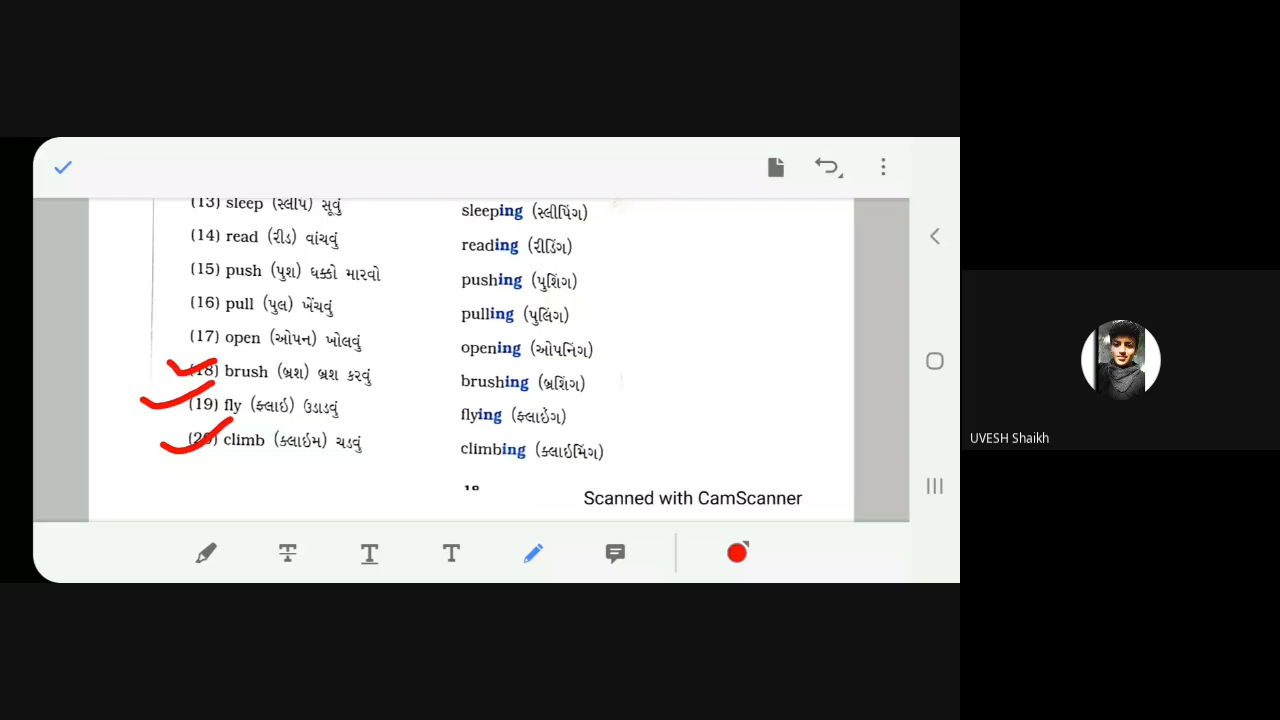 (13) sleep (સ્લીપ) સૂવું sleeping (સ્લીપિંગ)
(14) read (રીડ) વાંચવું reading (રીડિંગ)
(15) push (પુશ) ધક્કો મારવો pushing (પુશિંગ)
(16) pull (પુલ) ખેંચવું pulling (પુલિંગ)
(17) open (ઓપન) ખોલવું opening (ઓપનિંગ)
(18) brush (બ્રશ) બ્રશ કરવું brushing (બ્રશિંગ)
(19) fly (ફ્લાઇ) ઉડાડવું flying (ફ્લાઇંગ)
(20) climb (ક્લાઇમ) ચડવું climbing (ક્લાઇમિંગ)
Scanned with CamScanner
UVESH Shaikh